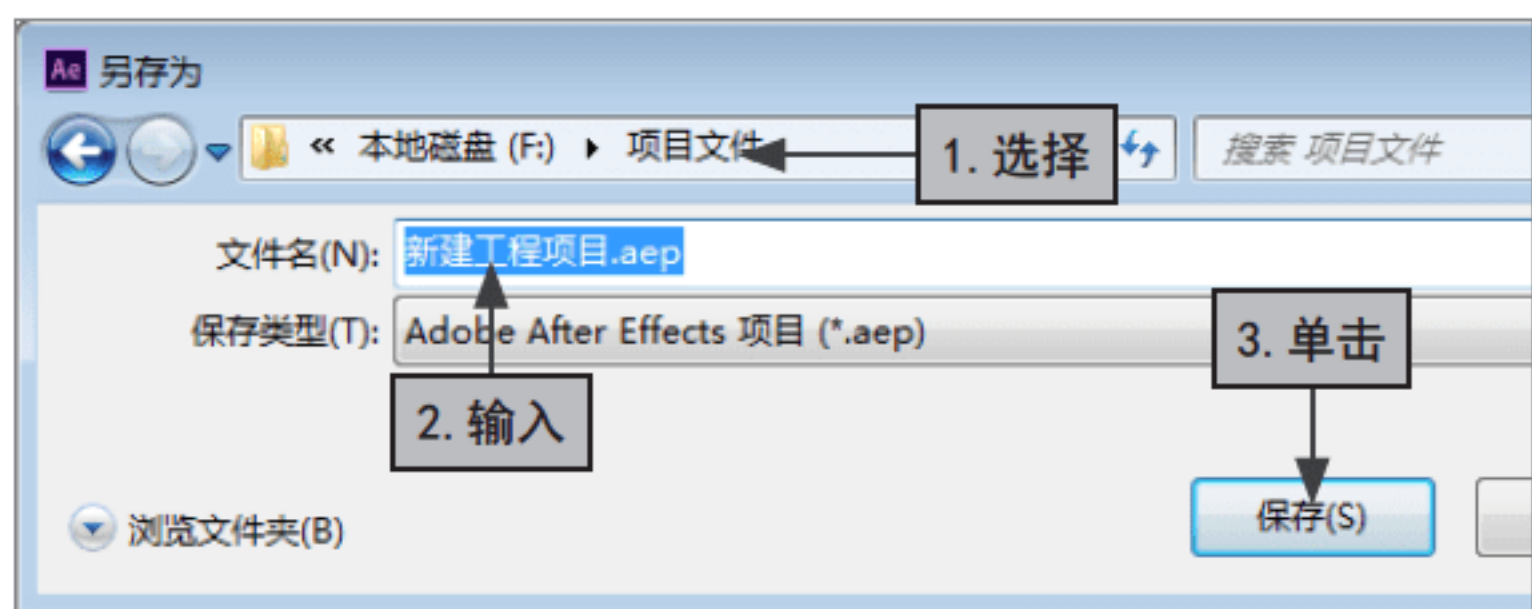 Ae 另存为
« 本地磁盘 (F:) ▸ 项目文件 1. 选择 搜索 项目文件
文件名(N): 新建工程项目.aep
保存类型(T): Adobe After Effects 项目 (*.aep)
3. 单击
2. 输入
浏览文件夹(B) 保存(S)